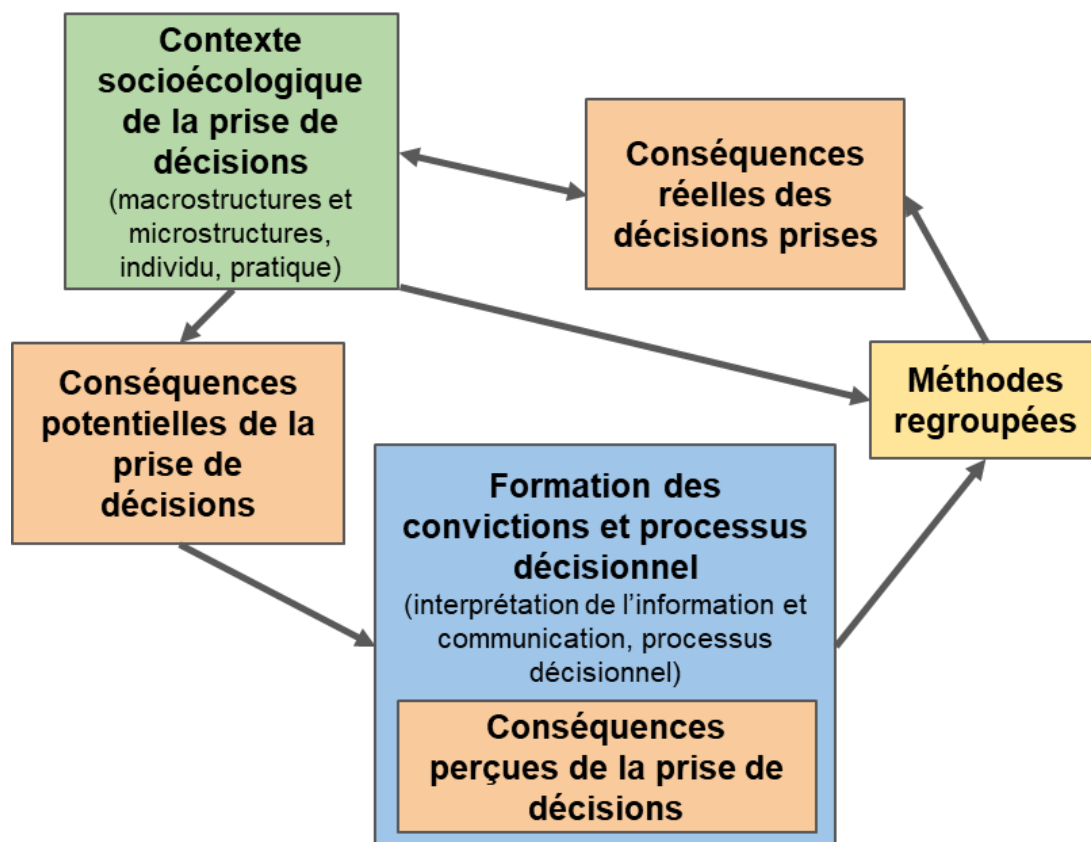 Contexte
socioécologique
de la prise de
décisions
(macrostructures et
microstructures,
individu, pratique)
Conséquences
réelles des
décisions prises
Conséquences
potentielles de la
prise de
décisions
Méthodes
regroupées
Formation des
convictions et processus
décisionnel
(interprétation de l’information et
communication, processus
décisionnel)
Conséquences
perçues de la prise de
décisions